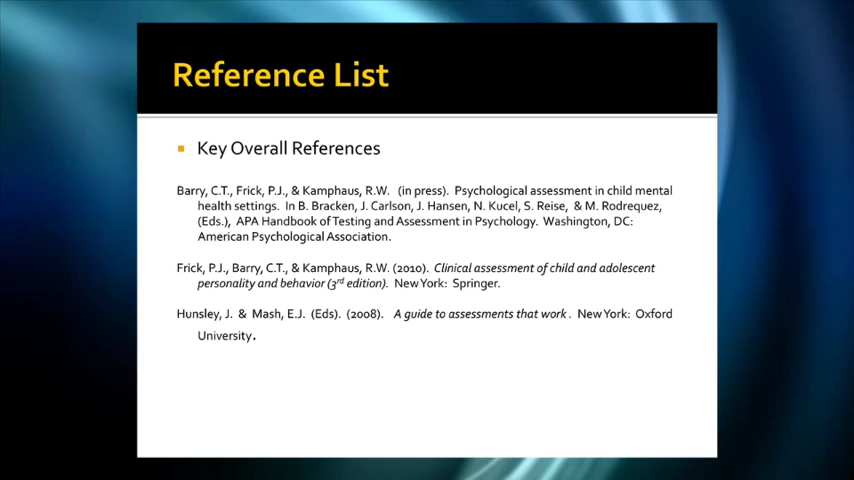 Reference List
Key Overall References
Barry, C.T., Frick, P.J., & Kamphaus, R.W. (in press). Psychological assessment in child mental
health settings. In B. Bracken, J. Carlson, J. Hansen, N. Kucel, S. Reise, & M. Rodrequez,
(Eds.), APA Handbook of Testing and Assessment in Psychology. Washington, DC:
American Psychological Association.
Frick, P.J., Barry, C.T., & Kamphaus, R.W. (2010). Clinical assessment of child and adolescent
personality and behavior (3rd edition). New York: Springer.
Hunsley, J. & Mash, E.J. (Eds). (2008). A guide to assessments that work. New York: Oxford
University.